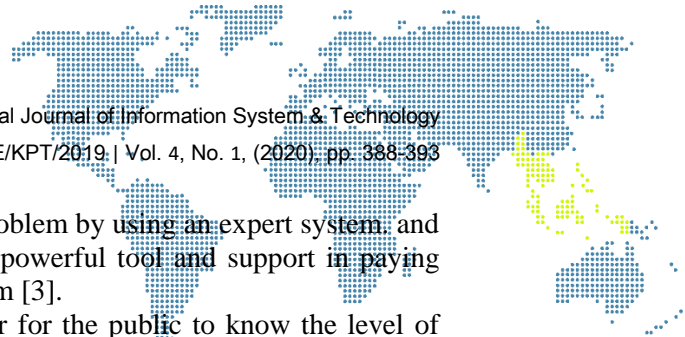 al Journal of Information System & Technology
E/KPT/2019 | Vol. 4, No. 1, (2020), pp. 388-393
oblem by using an expert system, and
powerful tool and support in paying
m [3].
r for the public to know the level of